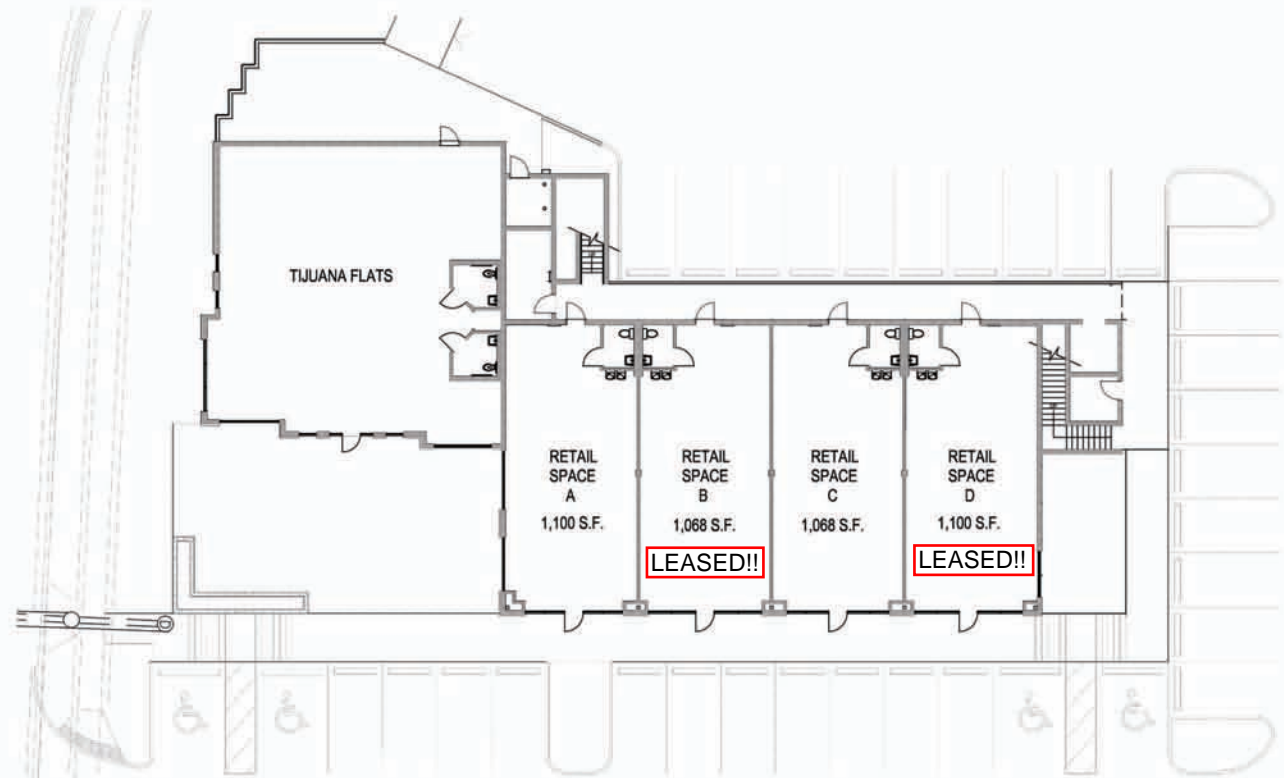 TIJUANA FLATS
RETAIL
SPACE
A
1,100 S.F.
RETAIL
SPACE
B
1,068 S.F.
LEASED!!
RETAIL
SPACE
C
1,068 S.F.
RETAIL
SPACE
D
1,100 S.F.
LEASED!!